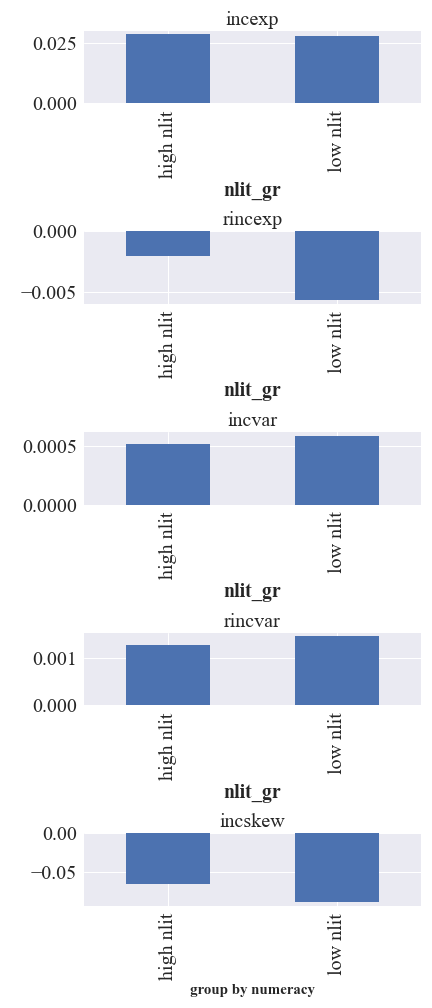 incexp
0.025
0.000
high nlit
low nlit
nlit_gr
rincexp
0.000
−0.005
high nlit
low nlit
nlit_gr
incvar
0.0005
0.0000
high nlit
low nlit
nlit_gr
rincvar
0.001
0.000
high nlit
low nlit
nlit_gr
incskew
0.00
−0.05
high nlit
low nlit
group by numeracy